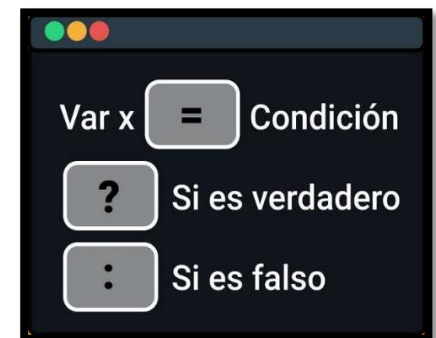 Var x = Condición
? Si es verdadero
: Si es falso